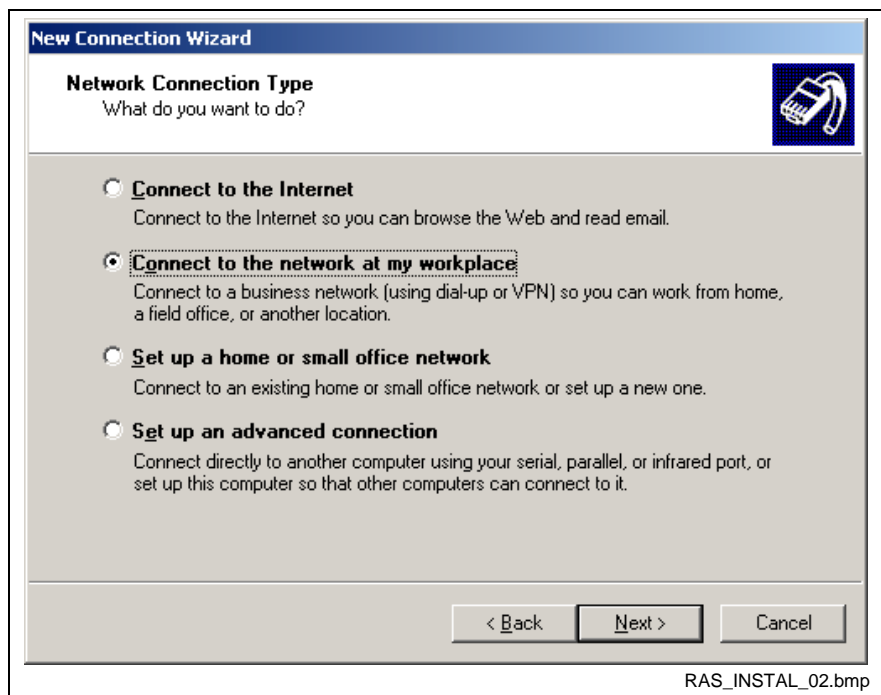 New Connection Wizard
Network Connection Type
What do you want to do?
Connect to the Internet
Connect to the Internet so you can browse the Web and read email.
Connect to the network at my workplace
Connect to a business network (using dial-up or VPN) so you can work from home,
a field office, or another location.
Set up a home or small office network
Connect to an existing home or small office network or set up a new one.
Set up an advanced connection
Connect directly to another computer using your serial, parallel, or infrared port, or
set up this computer so that other computers can connect to it.
< Back
Next >
Cancel
RAS_INSTAL_02.bmp